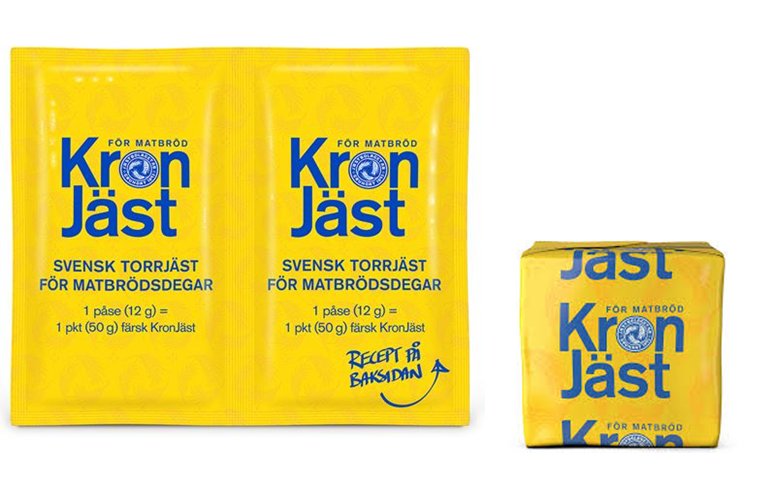 FÖR MATBRÖD
Kron
Jäst
SVENSK TORRJÄST
FÖR MATBRÖDSDEGAR
1 påse (12 g) =
1 pkt (50 g) färsk KronJäst
FÖR MATBRÖD
Kron
Jäst
SVENSK TORRJÄST
FÖR MATBRÖDSDEGAR
1 påse (12 g) =
1 pkt (50 g) färsk KronJäst
RECEPT PÅ
BAKSIDAN
Jäst
FÖR MATBRÖD
Kron
Jäst
FÖR MATBRÖD
Kron